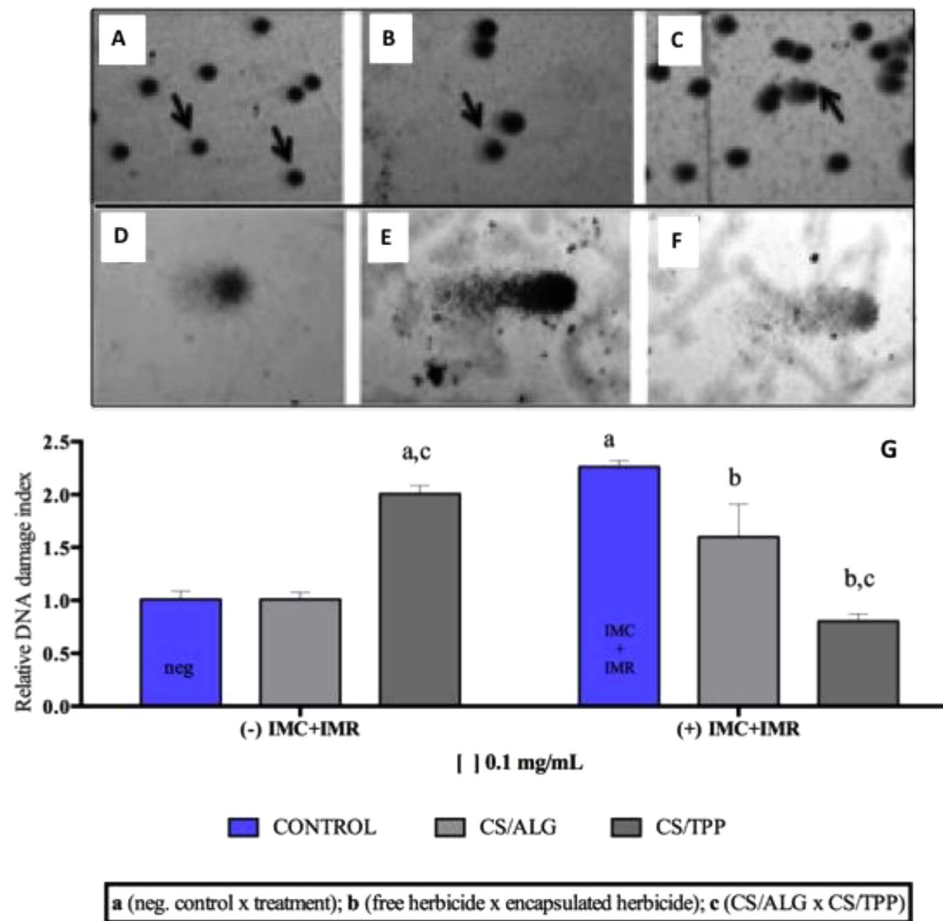 A
B
C
D
E
F
G
Relative DNA damage index
2.5
2.0
1.5
1.0
0.5
0.0
neg
a,c
a
IMC
+
IMR
b
b,c
(-) IMC+IMR
(+) IMC+IMR
[ ] 0.1 mg/mL
CONTROL
CS/ALG
CS/TPP
a (neg. control x treatment); b (free herbicide x encapsulated herbicide); c (CS/ALG x CS/TPP)